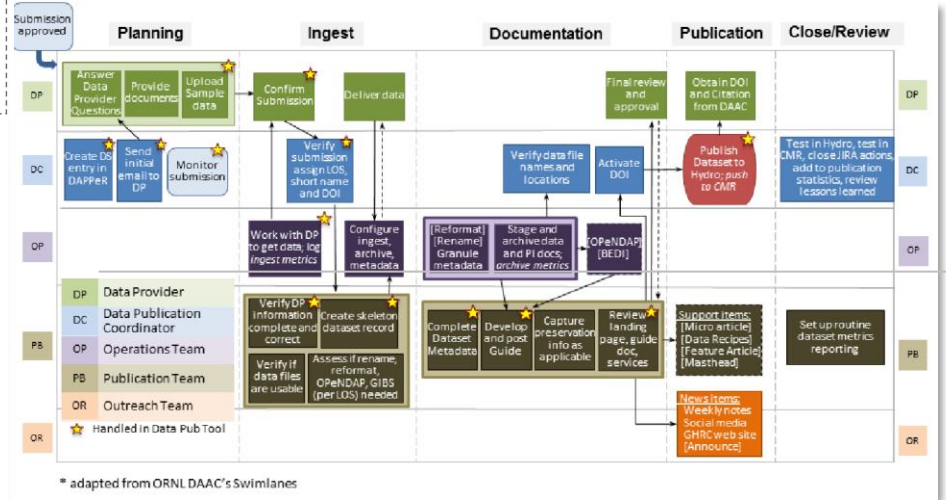 Submission
approved
Planning
Ingest
Documentation
Publication
Close/Review
DP
Answer
Data
Provider
Questions
Provide
documents
Upload
Sample
data
Confirm
Submission
Deliver data
Final review
and
approval
Obtain DOI
and Citation
from DAAC
DP
DC
Create DS
entry in
DAPPeR
Send
initial
email to
DP
Monitor
submission
Verify
submission
assign LOS,
short name
and DOI
Verify data file
names and
locations
Activate
DOI
Publish
Dataset to
Hydro; push
to CMR
Test in Hydro, test in
CMR, close JIRA actions,
add to publication
statistics, review
lessons learned
DC
OP
Work with DP
to get data; log
ingest metrics
Configure
ingest,
archive,
metadata
[Reformat]
[Rename]
Granule
metadata
Stage and
archive data
and PI docs;
archive metrics
[OPeNDAP]
[BEDI]
OP
DP Data Provider
DC Data Publication
Coordinator
OP Operations Team
PB Publication Team
OR Outreach Team
Handled in Data Pub Tool
PB
Verify DP
information
complete and
correct
Create skeleton
dataset record
Verify if
data files
are usable
Assess if rename,
reformat,
OPeNDAP, GIBS
(per LOS) needed
Complete
Dataset
Metadata
Develop
and post
Guide
Capture
preservation
info as
applicable
Review
landing
page, guide
doc,
services
Support items:
[Micro article]
[Data Recipes]
[Feature Article]
[Masthead]
Set up routine
dataset metrics
reporting
PB
OR
News items:
Weekly notes
Social media
GHRC web site
[Announce]
OR
* adapted from ORNL DAAC's Swimlanes